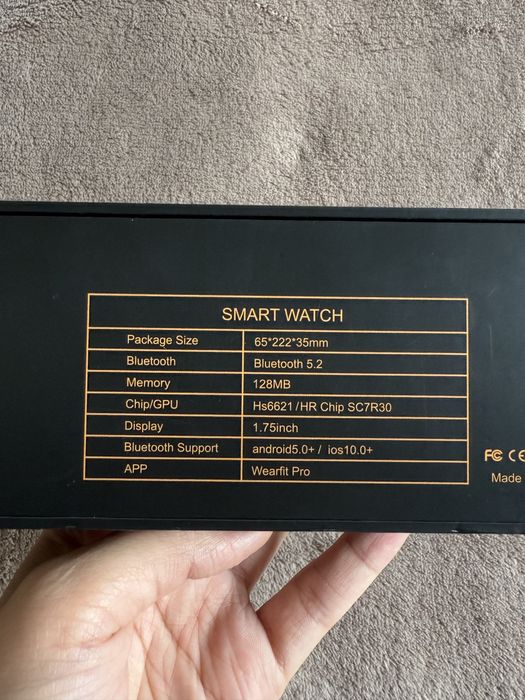 SMART WATCH
Package Size 65*222*35mm
Bluetooth Bluetooth 5.2
Memory 128MB
Chip/GPU Hs6621 /HR Chip SC7R30
Display 1.75inch
Bluetooth Support android5.0+ / ios10.0+
APP Wearfit Pro
FC CE
Made